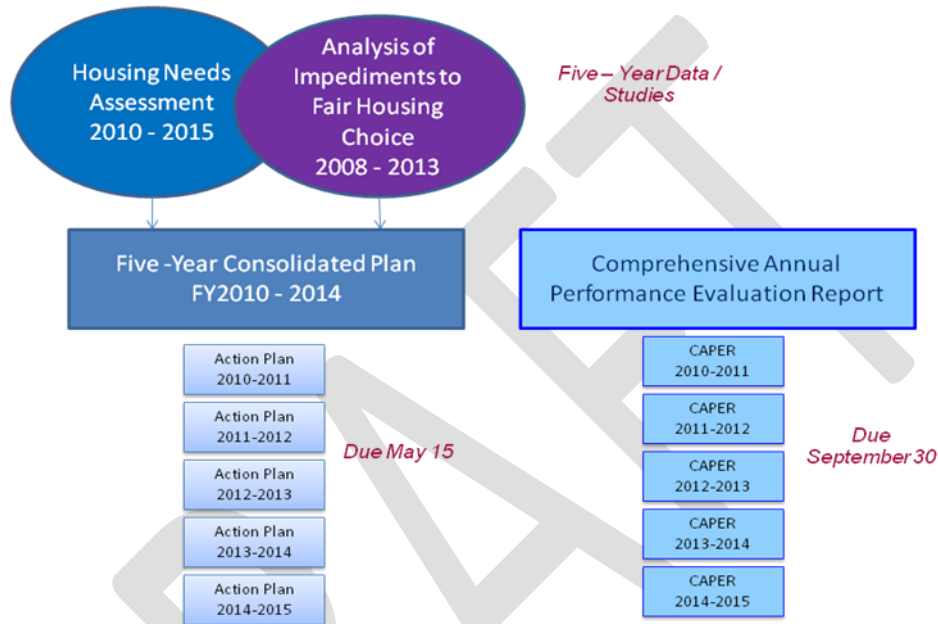 Housing Needs
Assessment
2010 - 2015
Analysis of
Impediments to
Fair Housing
Choice
2008 - 2013
Five – Year Data /
Studies
Five -Year Consolidated Plan
FY2010 - 2014
Comprehensive Annual
Performance Evaluation Report
Action Plan
2010-2011
Action Plan
2011-2012
Action Plan
2012-2013
Action Plan
2013-2014
Action Plan
2014-2015
Due May 15
CAPER
2010-2011
CAPER
2011-2012
CAPER
2012-2013
CAPER
2013-2014
CAPER
2014-2015
Due
September 30
DRAFT